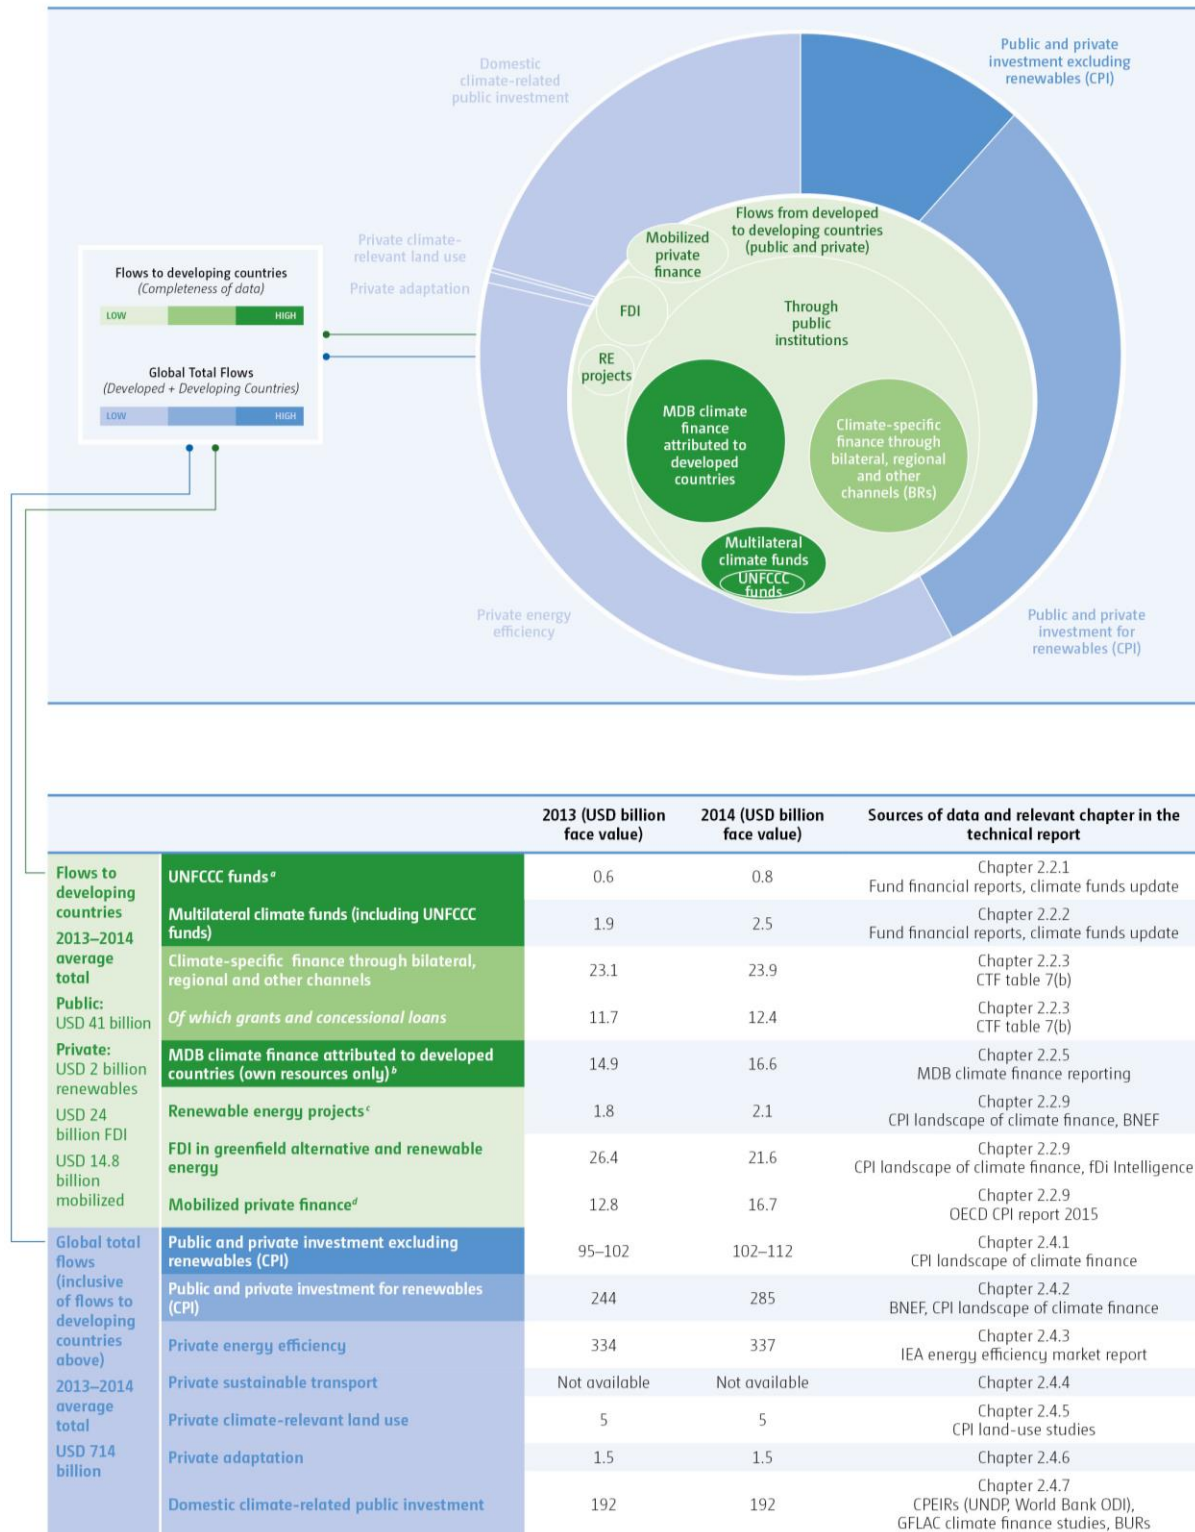 Domestic
climate-related
public investment
Public and private
investment excluding
renewables (CPI)
Flows from developed
to developing countries
(public and private)
Mobilized
private
finance
Private climate-
relevant land use
Private adaptation
FDI
RE
projects
Through
public
institutions
MDB climate
finance
attributed to
developed
countries
Climate-specific
finance through
bilateral, regional
and other
channels (BRs)
Multilateral
climate funds
UNFCCC
funds
Private energy
efficiency
Public and private
investment for
renewables (CPI)
Flows to developing countries
(Completeness of data)
LOW HIGH
Global Total Flows
(Developed + Developing Countries)
LOW HIGH
2013 (USD billion
face value)
2014 (USD billion
face value)
Sources of data and relevant chapter in the
technical report
Flows to
developing
countries
2013–2014
average
total
Public:
USD 41 billion
Private:
USD 2 billion
renewables
USD 24
billion FDI
USD 14.8
billion
mobilized
UNFCCC funds a
0.6
0.8
Chapter 2.2.1
Fund financial reports, climate funds update
Multilateral climate funds (including UNFCCC
funds)
1.9
2.5
Chapter 2.2.2
Fund financial reports, climate funds update
Climate-specific finance through bilateral,
regional and other channels
23.1
23.9
Chapter 2.2.3
CTF table 7(b)
Of which grants and concessional loans
11.7
12.4
Chapter 2.2.3
CTF table 7(b)
MDB climate finance attributed to developed
countries (own resources only) b
14.9
16.6
Chapter 2.2.5
MDB climate finance reporting
Renewable energy projects c
1.8
2.1
Chapter 2.2.9
CPI landscape of climate finance, BNEF
FDI in greenfield alternative and renewable
energy
26.4
21.6
Chapter 2.2.9
CPI landscape of climate finance, fDi Intelligence
Mobilized private finance d
12.8
16.7
Chapter 2.2.9
OECD CPI report 2015
Global total
flows
(inclusive
of flows to
developing
countries
above)
2013–2014
average
total
USD 714
billion
Public and private investment excluding
renewables (CPI)
95–102
102–112
Chapter 2.4.1
CPI landscape of climate finance
Public and private investment for renewables
(CPI)
244
285
Chapter 2.4.2
BNEF, CPI landscape of climate finance
Private energy efficiency
334
337
Chapter 2.4.3
IEA energy efficiency market report
Private sustainable transport
Not available
Not available
Chapter 2.4.4
Private climate-relevant land use
5
5
Chapter 2.4.5
CPI land-use studies
Private adaptation
1.5
1.5
Chapter 2.4.6
Domestic climate-related public investment
192
192
Chapter 2.4.7
CPEIRs (UNDP, World Bank ODI),
GFLAC climate finance studies, BURs